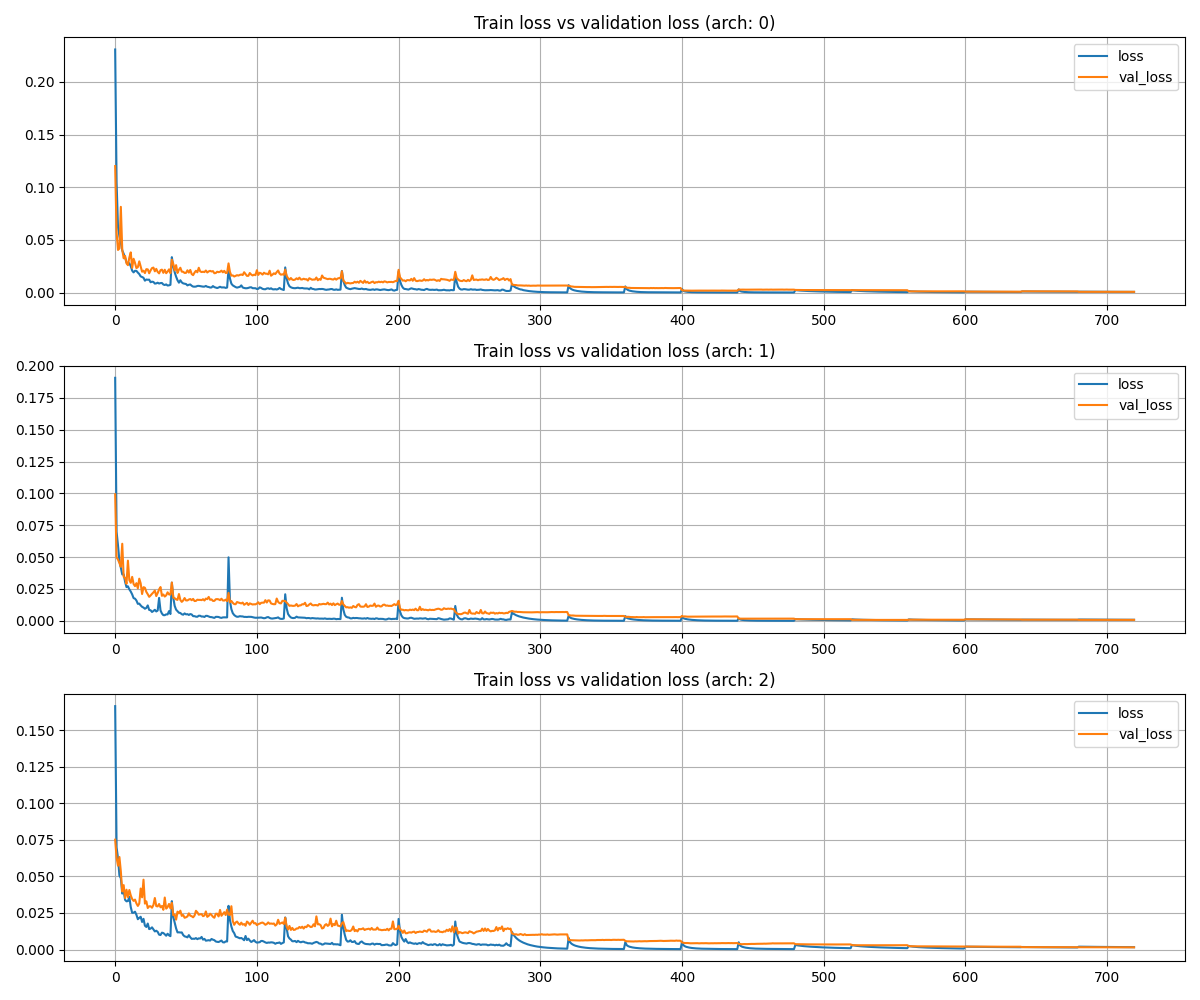 Train loss vs validation loss (arch: 0)
loss
val_loss
0.20
0.15
0.10
0.05
0.00
0 100 200 300 400 500 600 700
Train loss vs validation loss (arch: 1)
loss
val_loss
0.200
0.175
0.150
0.125
0.100
0.075
0.050
0.025
0.000
0 100 200 300 400 500 600 700
Train loss vs validation loss (arch: 2)
loss
val_loss
0.150
0.125
0.100
0.075
0.050
0.025
0.000
0 100 200 300 400 500 600 700